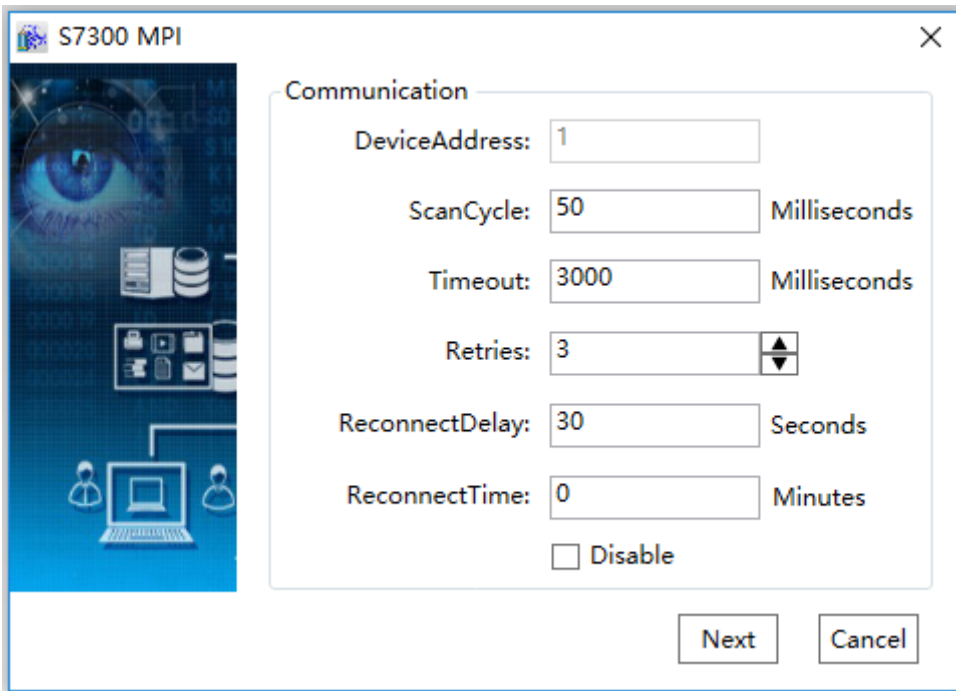 S7300 MPI
Communication
DeviceAddress: 1
ScanCycle: 50 Milliseconds
Timeout: 3000 Milliseconds
Retries: 3
ReconnectDelay: 30 Seconds
ReconnectTime: 0 Minutes
Disable
Next Cancel